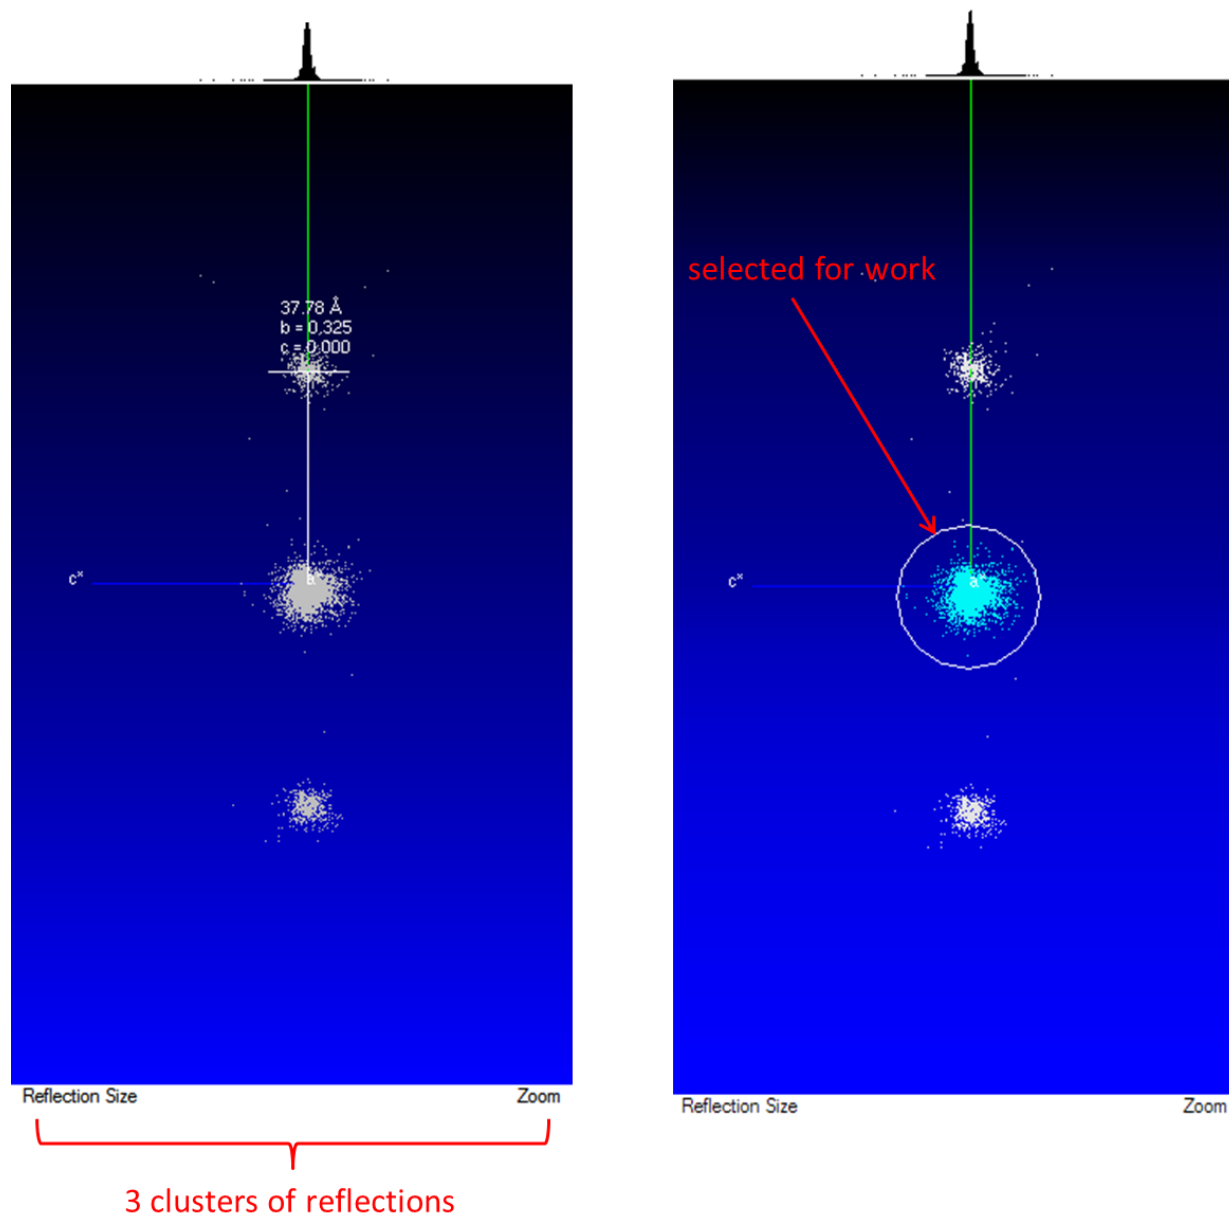 37.78 Å
b = 0,325
c = 0,000
c*
a*
Reflection Size
Zoom
3 clusters of reflections
selected for work
c*
a*
Reflection Size
Zoom